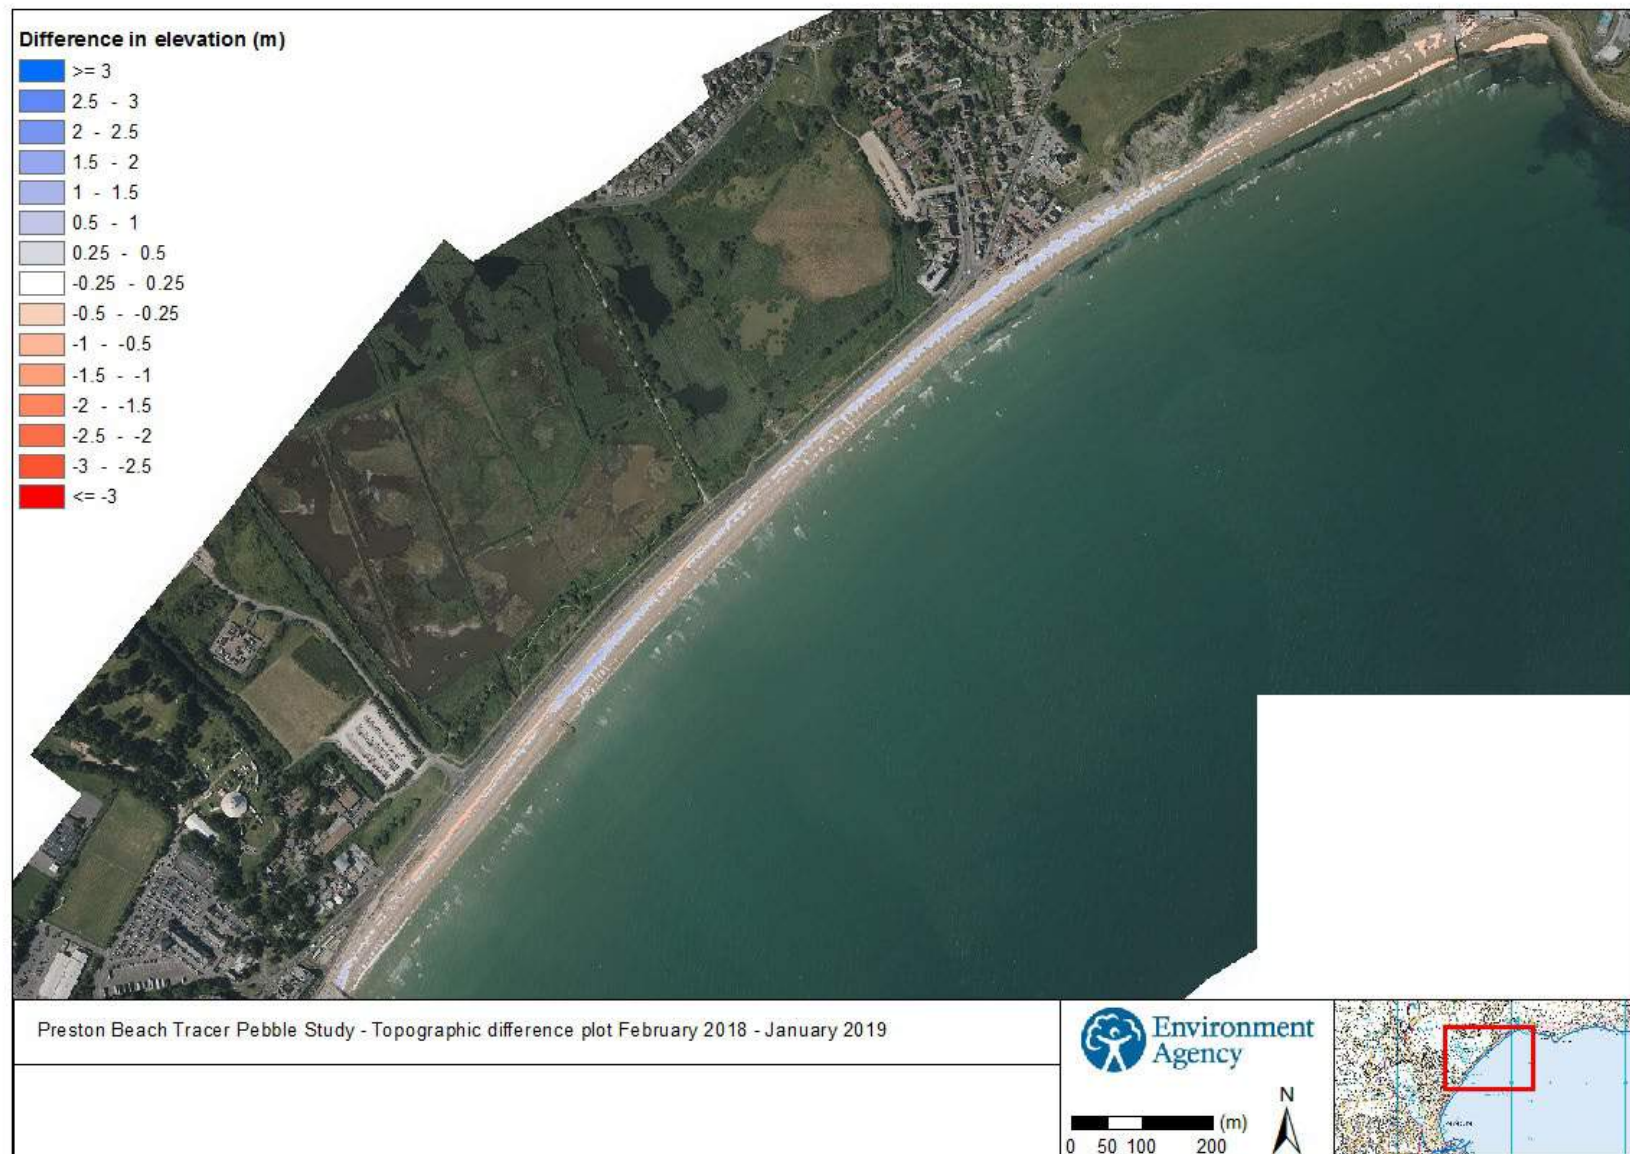 Difference in elevation (m)
>= 3
2.5 - 3
2 - 2.5
1.5 - 2
1 - 1.5
0.5 - 1
0.25 - 0.5
-0.25 - 0.25
-0.5 - -0.25
-1 - -0.5
-1.5 - -1
-2 - -1.5
-2.5 - -2
-3 - -2.5
<= -3
Preston Beach Tracer Pebble Study - Topographic difference plot February 2018 - January 2019
Environment
Agency
N
(m)
0 50 100 200